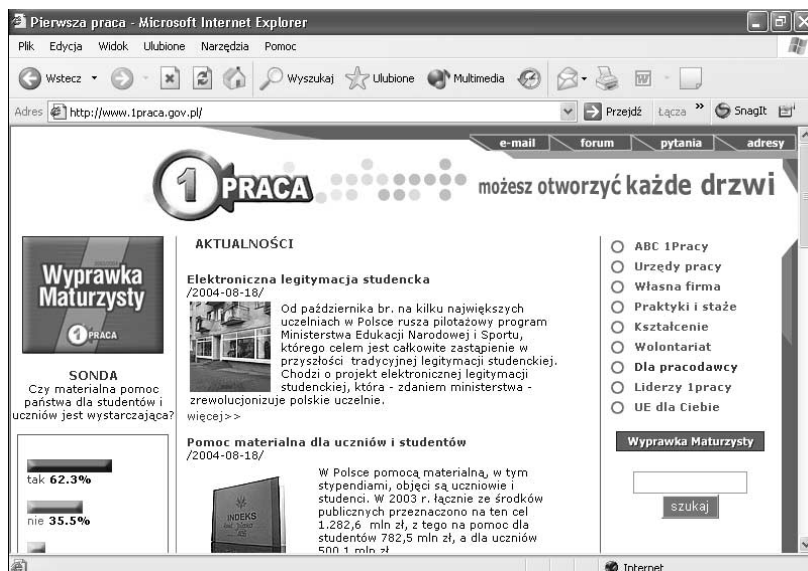 Pierwsza praca - Microsoft Internet Explorer
Plik Edycja Widok Ulubione Narzędzia Pomoc
Wstecz Wyszukaj Ulubione Multimedia
Adres http://www.1praca.gov.pl/ Przejdź Łącza » SnagIt
e-mail forum pytania adresy
1 PRACA możesz otworzyć każde drzwi
Wyprawka
Maturzysty
1 PRACA
SONDA
Czy materialna pomoc
państwa dla studentów i
uczniów jest wystarczająca?
tak 62.3%
nie 35.5%
AKTUALNOŚCI
Elektroniczna legitymacja studencka
/2004-08-18/
Od października br. na kilku największych
uczelniach w Polsce rusza pilotażowy program
Ministerstwa Edukacji Narodowej i Sportu,
którego celem jest całkowite zastąpienie w
przyszłości tradycyjnej legitymacji studenckiej.
Chodzi o projekt elektronicznej legitymacji
studenckiej, która - zdaniem ministerstwa -
zrewolucjonizuje polskie uczelnie.
więcej>>
Pomoc materialna dla uczniów i studentów
/2004-08-18/
INDEKS
W Polsce pomocą materialną, w tym
stypendiami, objęci są uczniowie i
studenci. W 2003 r. łącznie ze środków
publicznych przeznaczono na ten cel
1.282,6 mln zł, z tego na pomoc dla
studentów 782,5 mln zł, a dla uczniów
500,1 mln zł.
ABC 1Pracy
Urzędy pracy
Własna firma
Praktyki i staże
Kształcenie
Wolontariat
Dla pracodawcy
Liderzy 1pracy
UE dla Ciebie
Wyprawka Maturzysty
szukaj
Internet